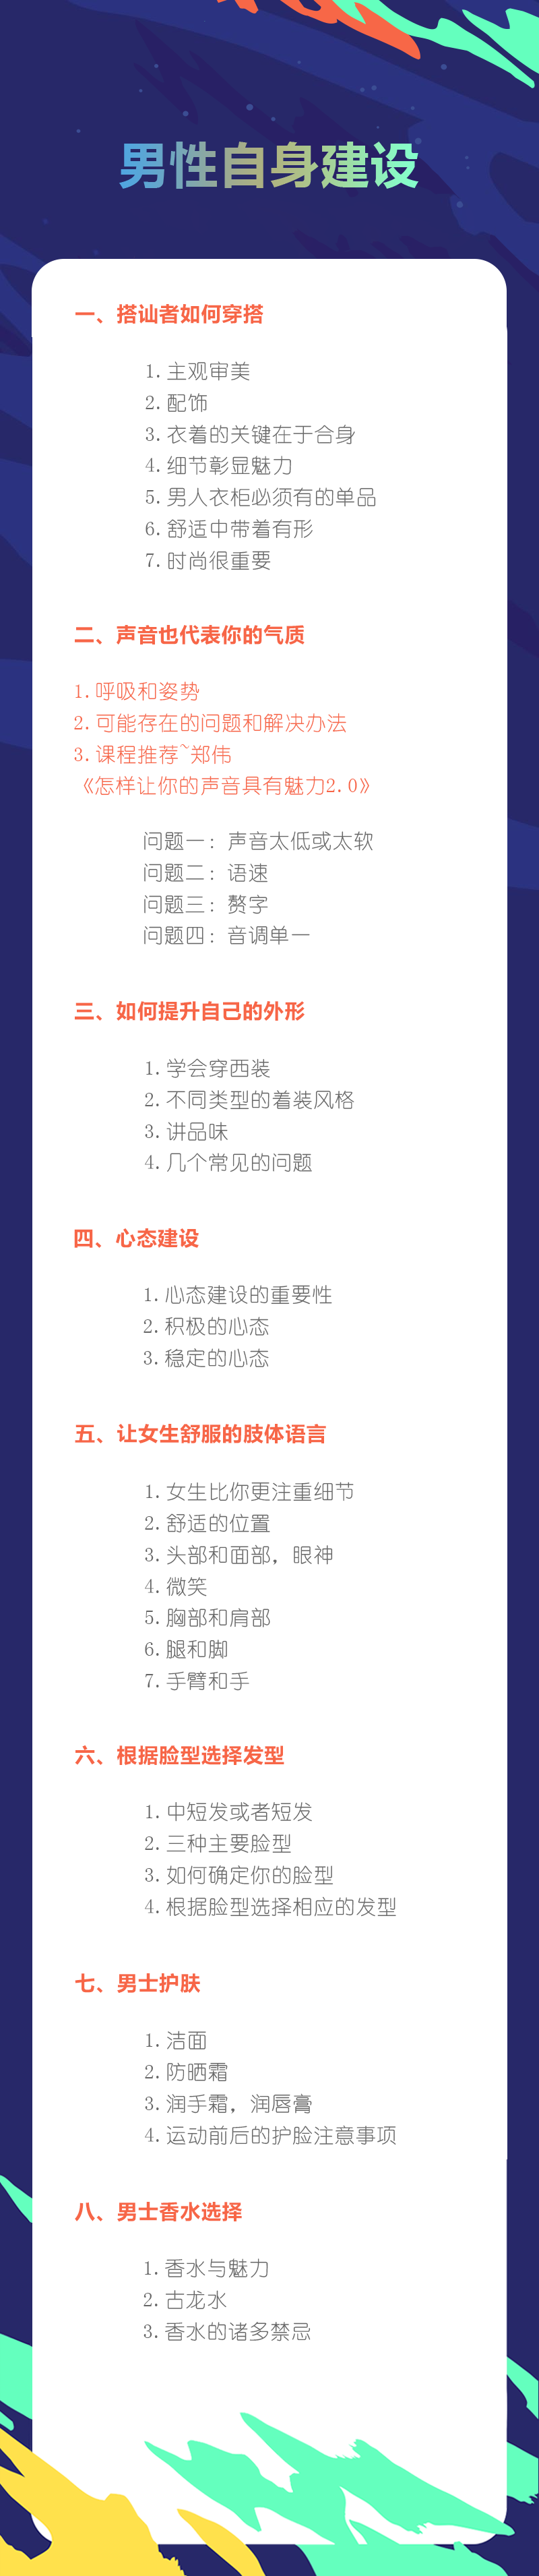 男性自身建设
一、搭讪者如何穿搭
1.主观审美
2.配饰
3.衣着的关键在于合身
4.细节彰显魅力
5.男人衣柜必须有的单品
6.舒适中带着有形
7.时尚很重要
二、声音也代表你的气质
1.呼吸和姿势
2.可能存在的问题和解决办法
3.课程推荐~郑伟
《怎样让你的声音具有魅力2.0》
问题一：声音太低或太软
问题二：语速
问题三：赘字
问题四：音调单一
三、如何提升自己的外形
1.学会穿西装
2.不同类型的着装风格
3.讲品味
4.几个常见的问题
四、心态建设
1.心态建设的重要性
2.积极的心态
3.稳定的心态
五、让女生舒服的肢体语言
1.女生比你更注重细节
2.舒适的位置
3.头部和面部，眼神
4.微笑
5.胸部和肩部
6.腿和脚
7.手臂和手
六、根据脸型选择发型
1.中短发或者短发
2.三种主要脸型
3.如何确定你的脸型
4.根据脸型选择相应的发型
七、男士护肤
1.洁面
2.防晒霜
3.润手霜，润唇膏
4.运动前后的护脸注意事项
八、男士香水选择
1.香水与魅力
2.古龙水
3.香水的诸多禁忌